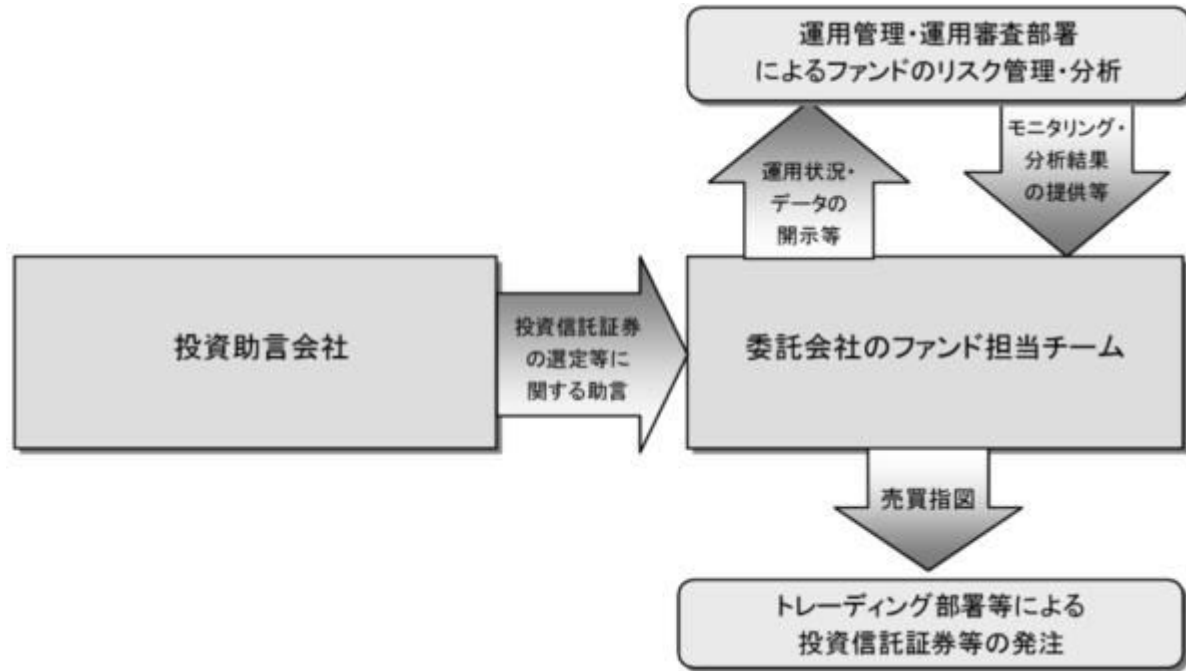 運用管理・運用審査部署
によるファンドのリスク管理・分析
運用状況・
データの
開示等
モニタリング・
分析結果
の提供等
投資助言会社
投資信託証券
の選定等に
関する助言
委託会社のファンド担当チーム
売買指図
トレーディング部署等による
投資信託証券等の発注